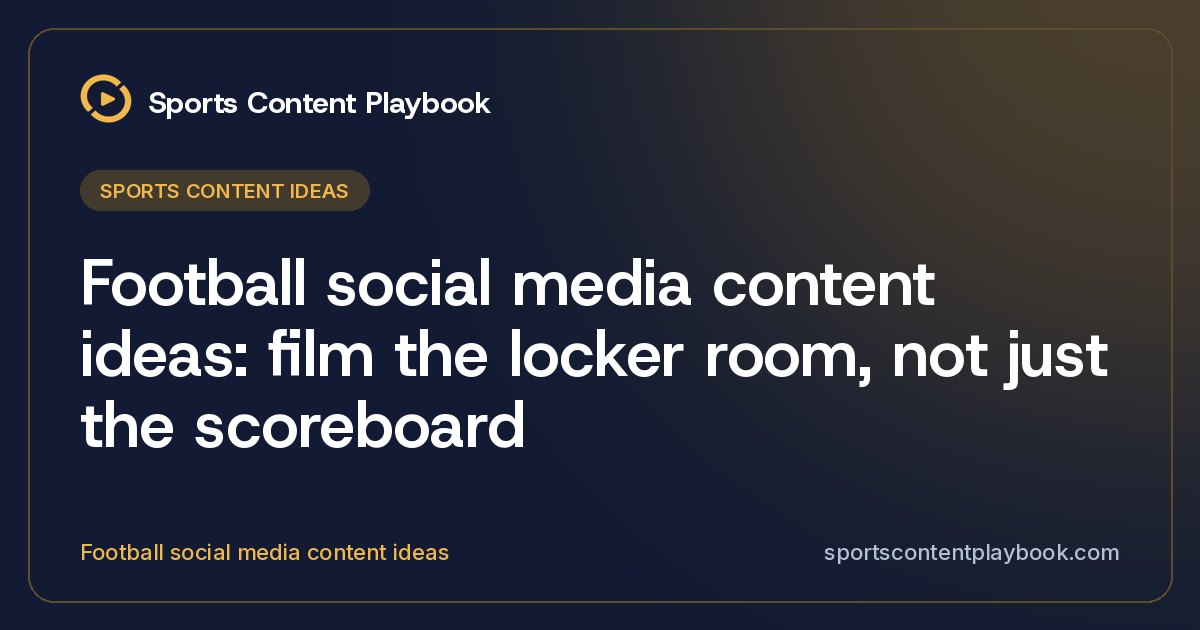 Sports Content Playbook
SPORTS CONTENT IDEAS
Football social media content
ideas: film the locker room, not just
the scoreboard
Football social media content ideas
sportscontentplaybook.com